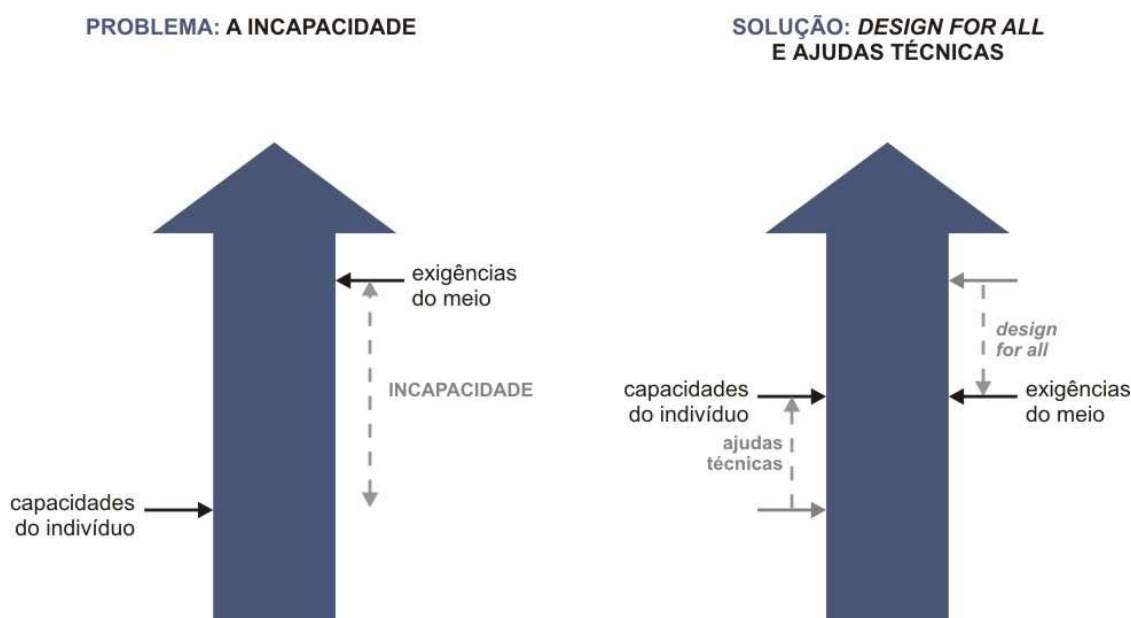 PROBLEMA: A INCAPACIDADE
exigências
do meio
INCAPACIDADE
capacidades
do indivíduo
SOLUÇÃO: DESIGN FOR ALL
E AJUDAS TÉCNICAS
design
for all
capacidades
do indivíduo
exigências
do meio
ajudas
técnicas